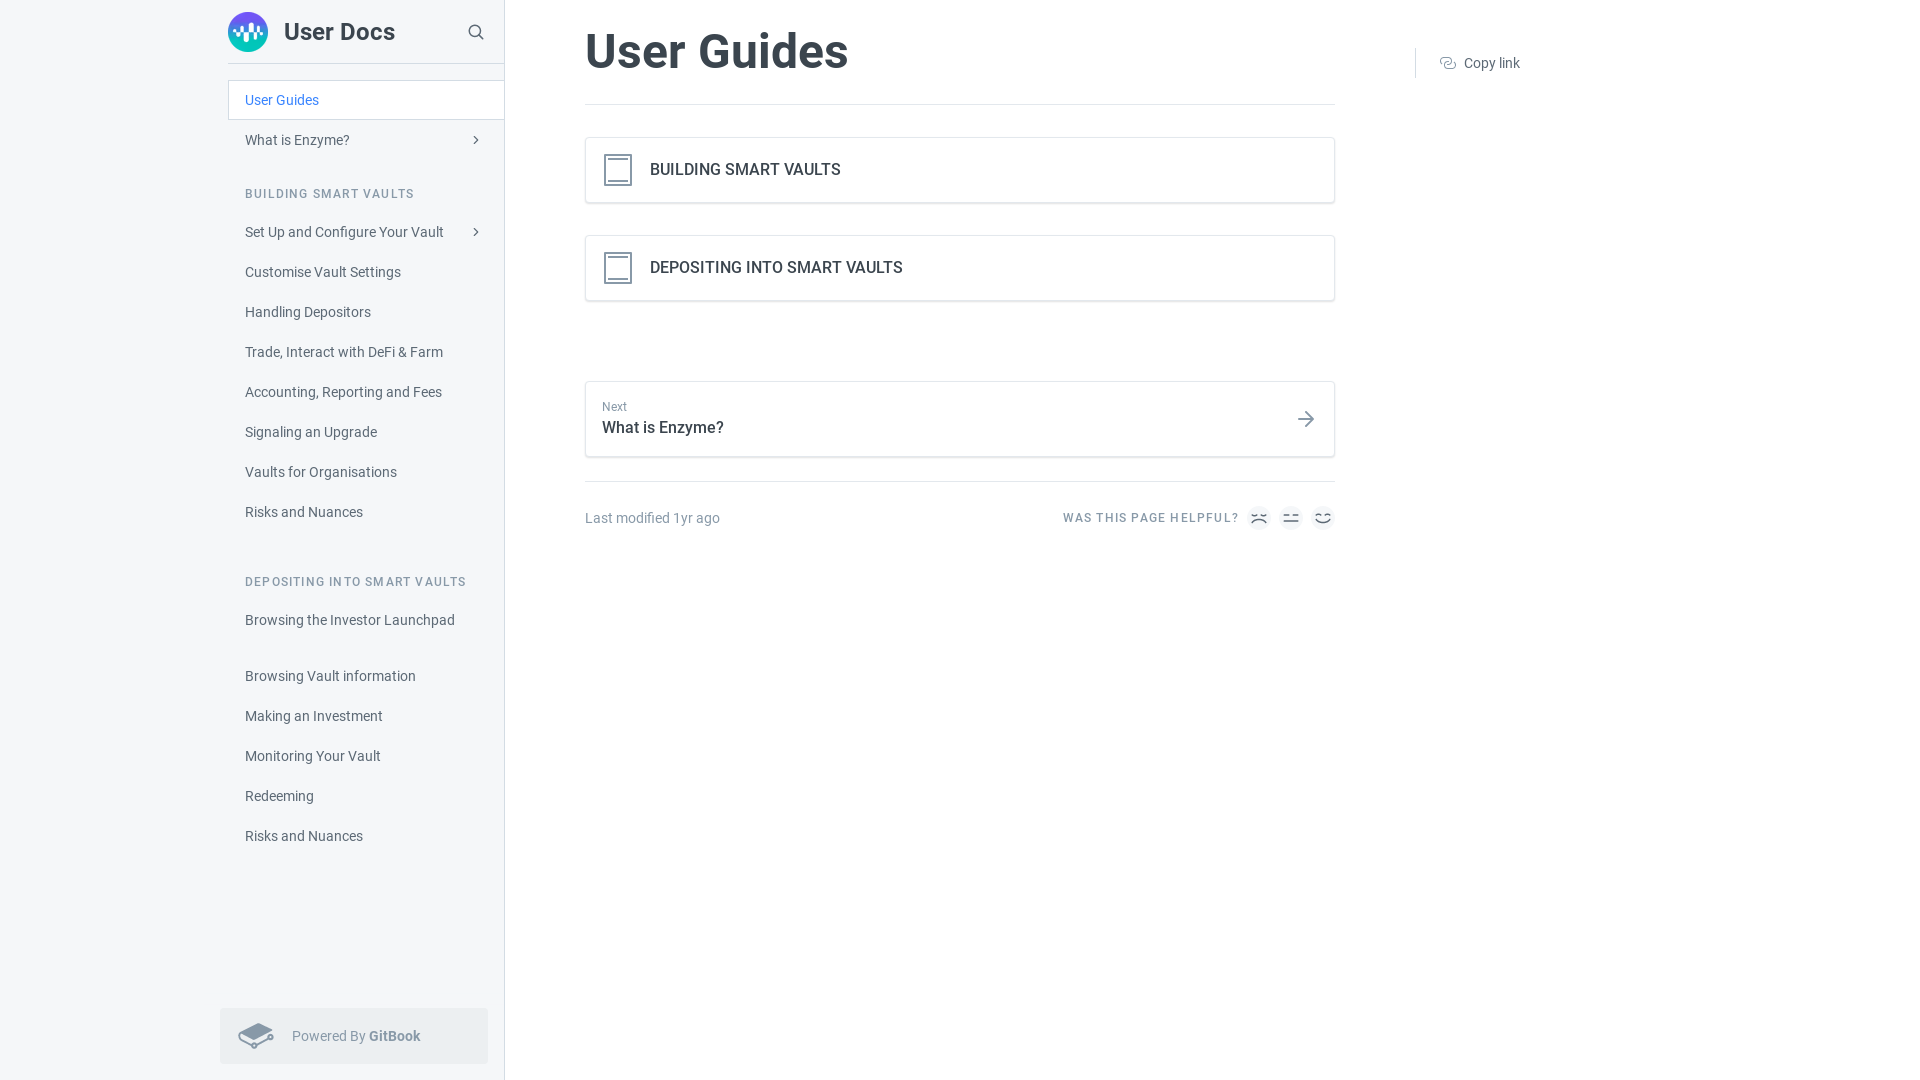 User Docs
User Guides
What is Enzyme?
BUILDING SMART VAULTS
Set Up and Configure Your Vault
Customise Vault Settings
Handling Depositors
Trade, Interact with DeFi & Farm
Accounting, Reporting and Fees
Signaling an Upgrade
Vaults for Organisations
Risks and Nuances
DEPOSITING INTO SMART VAULTS
Browsing the Investor Launchpad
Browsing Vault information
Making an Investment
Monitoring Your Vault
Redeeming
Risks and Nuances
Powered By GitBook
User Guides
Copy link
BUILDING SMART VAULTS
DEPOSITING INTO SMART VAULTS
Next
What is Enzyme?
Last modified 1yr ago
WAS THIS PAGE HELPFUL?